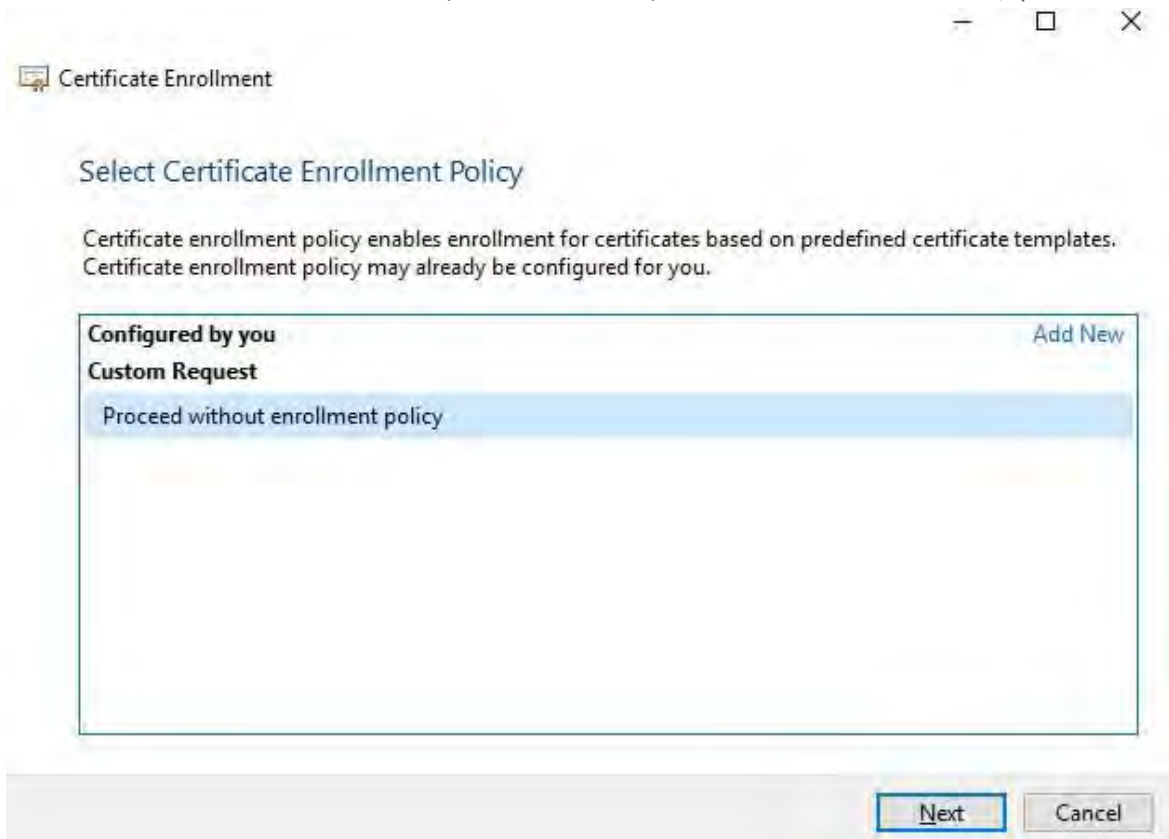 Certificate Enrollment
Select Certificate Enrollment Policy
Certificate enrollment policy enables enrollment for certificates based on predefined certificate templates.
Certificate enrollment policy may already be configured for you.
Configured by you Add New
Custom Request
Proceed without enrollment policy
Next Cancel